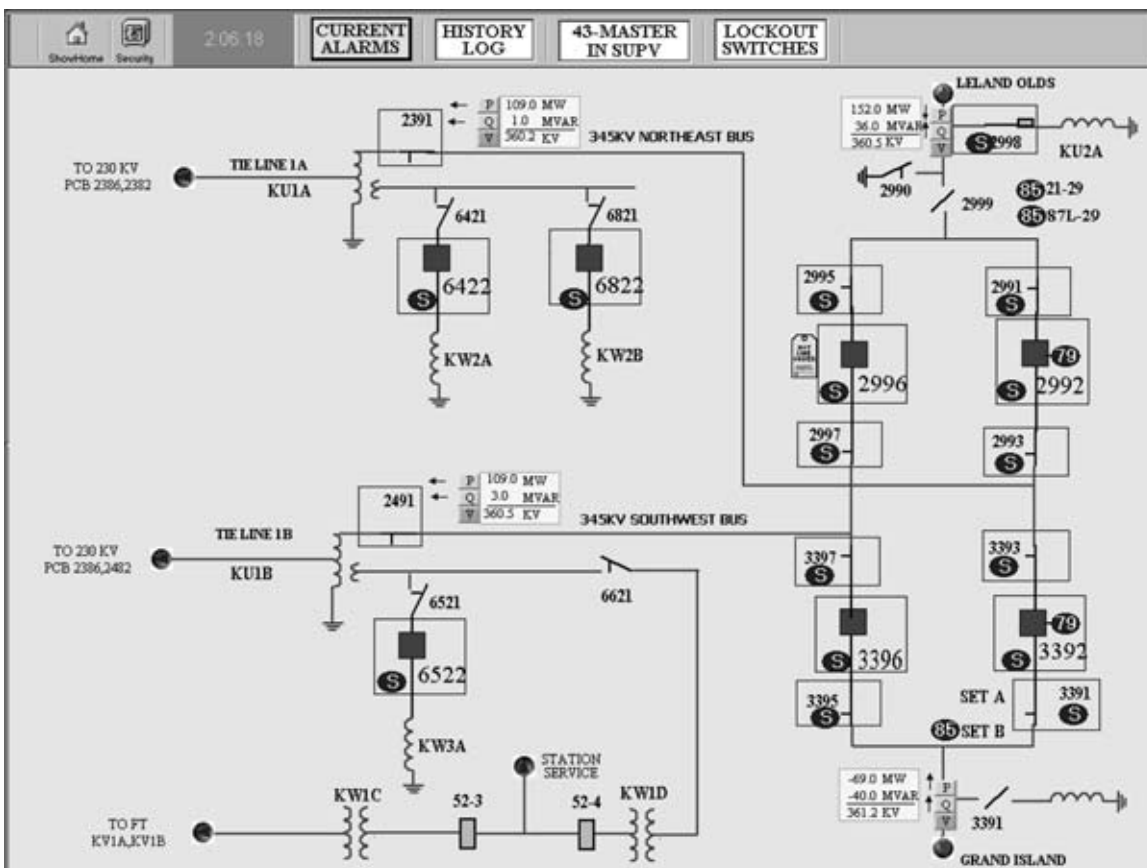 ShowHome
Security
2.06.18
CURRENT
ALARMS
HISTORY
LOG
43-MASTER
IN SUPV
LOCKOUT
SWITCHES
LELAND OLDS
152.0 MW
36.0 MVAR
360.5 KV
P
Q
V
S 2998
KU2A
2990
2999
85 21-29
85 87L-29
2391
P 109.0 MW
Q 1.0 MVAR
V 360.2 KV
345KV NORTHEAST BUS
TO 230 KV
PCB 2386,2382
TIE LINE 1A
KU1A
6421
6821
S 6422
S 6822
KW2A
KW2B
2995
S
2991
S
S 2996
79
S 2992
2997
S
2993
S
2491
P 109.0 MW
Q 3.0 MVAR
V 360.5 KV
345KV SOUTHWEST BUS
TO 230 KV
PCB 2386,2482
TIE LINE 1B
KU1B
6521
6621
S 6522
KW3A
3397
S
3393
S
S 3396
79
S 3392
3395
S
SET A
3391
S
85 SET B
STATION
SERVICE
KW1C
52-3
52-4
KW1D
TO FT
KV1A,KV1B
-69.0 MW
-40.0 MVAR
361.2 KV
P
Q
V
3391
GRAND ISLAND